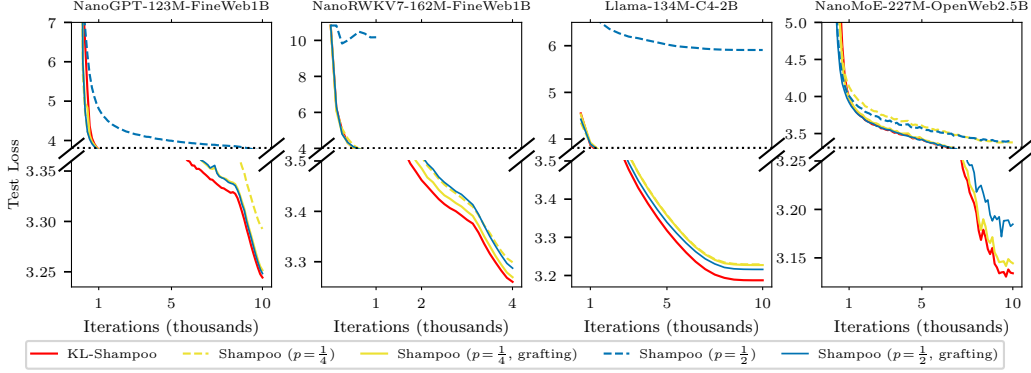 NanoGPT-123M-FineWeb1B NanoRWKV7-162M-FineWeb1B Llama-134M-C4-2B NanoMoE-227M-OpenWeb2.5B
Test Loss
7
6
5
4
3.35
3.30
3.25
1 5 10
Iterations (thousands)
10
8
6
4
3.5
3.4
3.3
1 2 4
Iterations (thousands)
6
5
4
3.5
3.4
3.3
3.2
1 5 10
Iterations (thousands)
5.0
4.5
4.0
3.5
3.25
3.20
3.15
1 5 10
Iterations (thousands)
KL-Shampoo Shampoo (p=1/4) Shampoo (p=1/4, grafting) Shampoo (p=1/2) Shampoo (p=1/2, grafting)